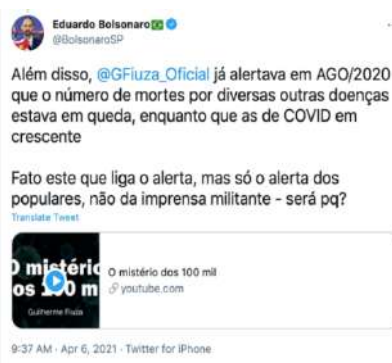 Eduardo Bolsonaro
@BolsonaroSP
Além disso, @GFiuza_Oficial já alertava em AGO/2020
que o número de mortes por diversas outras doenças
estava em queda, enquanto que as de COVID em
crescente
Fato este que liga o alerta, mas só o alerta dos
populares, não da imprensa militante - será pq?
Translate Tweet
O mistéric
os 100 m
Guilherme Fiuza
O mistério dos 100 mil
youtube.com
9:37 AM · Apr 6, 2021 · Twitter for iPhone